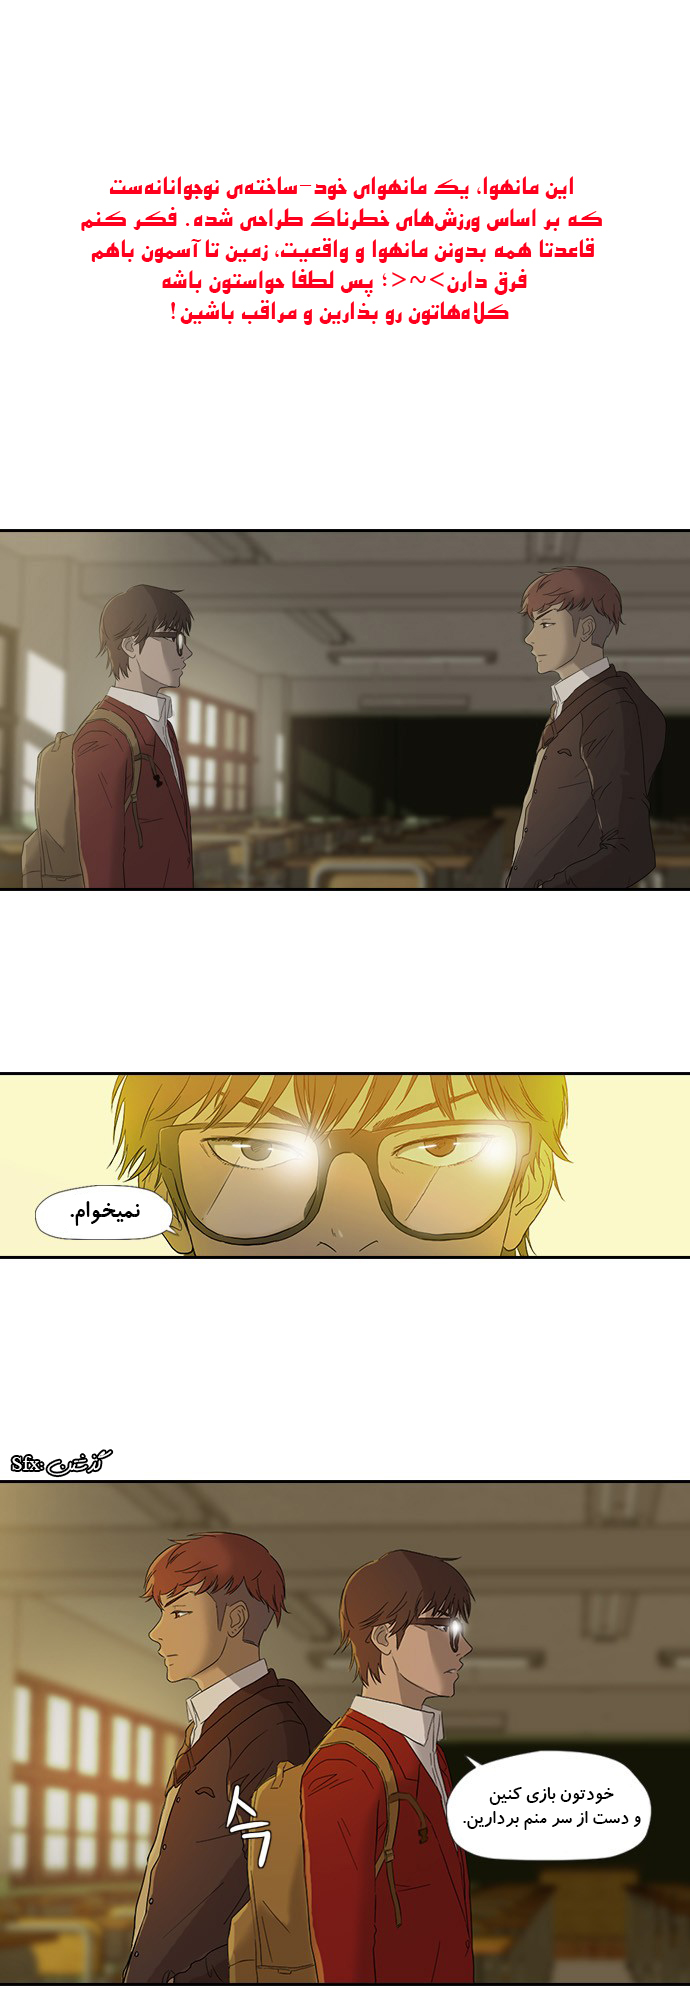 این مانهوا، یک مانهوای خود-ساخته‌ی نوجوانانه‌ست
که بر اساس ورزش‌های خطرناک طراحی شده. فکر کنم
قاعدتا همه بدونن مانهوا و واقعیت، زمین تا آسمون باهم
فرق دارن>~<؛ پس لطفا حواستون باشه
کلاه‌هاتون رو بذارین و مراقب باشین!
نمیخوام.
Sfx: گذشتن
스윽
خودتون بازی کنین
و دست از سر منم بردارین.